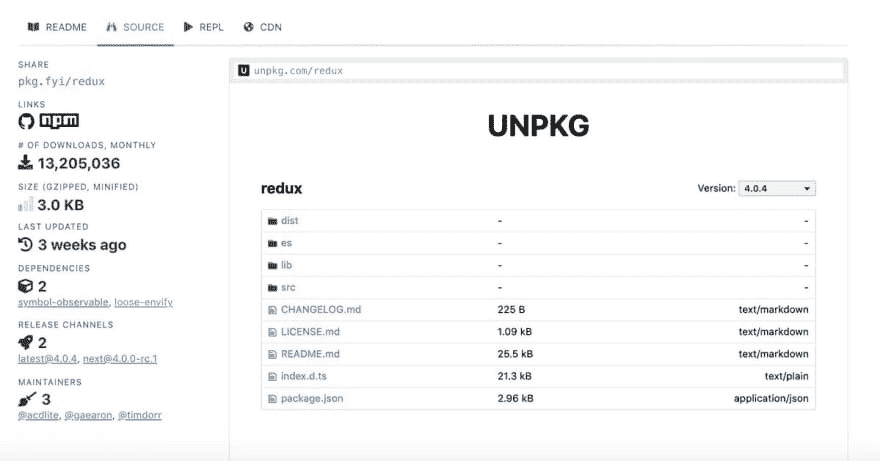 README SOURCE REPL CDN
SHARE
pkg.fyi/redux
LINKS
npm
# OF DOWNLOADS, MONTHLY
13,205,036
SIZE (GZIPPED, MINIFIED)
3.0 KB
LAST UPDATED
3 weeks ago
DEPENDENCIES
2
symbol-observable, loose-envify
RELEASE CHANNELS
2
latest@4.0.4, next@4.0.0-rc.1
MAINTAINERS
3
@acdlite, @gaearon, @timdorr
U unpkg.com/redux
UNPKG
redux Version: 4.0.4
dist - -
es - -
lib - -
src - -
CHANGELOG.md 225 B text/markdown
LICENSE.md 1.09 kB text/markdown
README.md 25.5 kB text/markdown
index.d.ts 21.3 kB text/plain
package.json 2.96 kB application/json